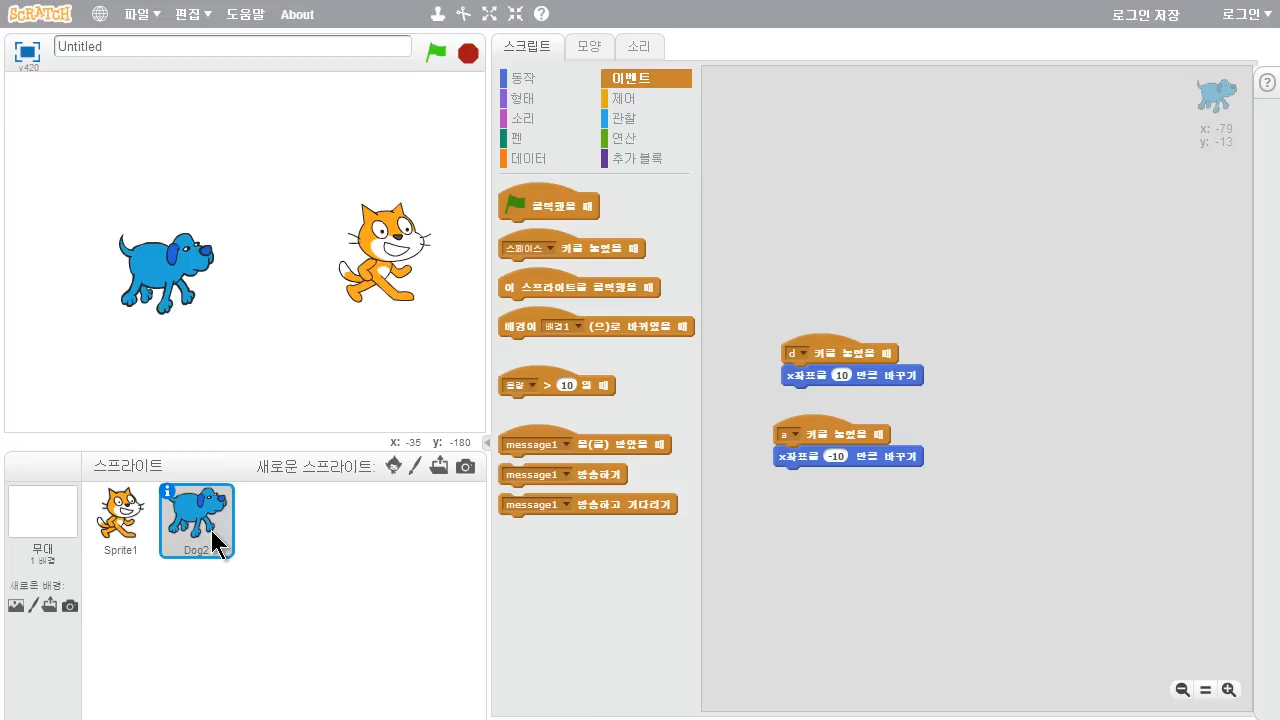 SCRATCH 파일 ▼ 편집 ▼ 도움말 About 로그인 저장 로그인 ▼
Untitled
v420
스크립트 모양 소리
동작 이벤트
형태 제어
소리 관찰
펜 연산
데이터 추가 블록
클릭했을 때
스페이스 ▼ 키를 눌렀을 때
이 스프라이트를 클릭했을 때
배경이 배경1 ▼ (으)로 바뀌었을 때
음량 ▼ > 10 일 때
message1 ▼ 을(를) 받았을 때
message1 ▼ 방송하기
message1 ▼ 방송하고 기다리기
x: -79
y: -13
d ▼ 키를 눌렀을 때
x좌표를 10 만큼 바꾸기
a ▼ 키를 눌렀을 때
x좌표를 -10 만큼 바꾸기
x: -35 y: -180
스프라이트 새로운 스프라이트:
무대
1 배경
새로운 배경:
Sprite1
Dog2